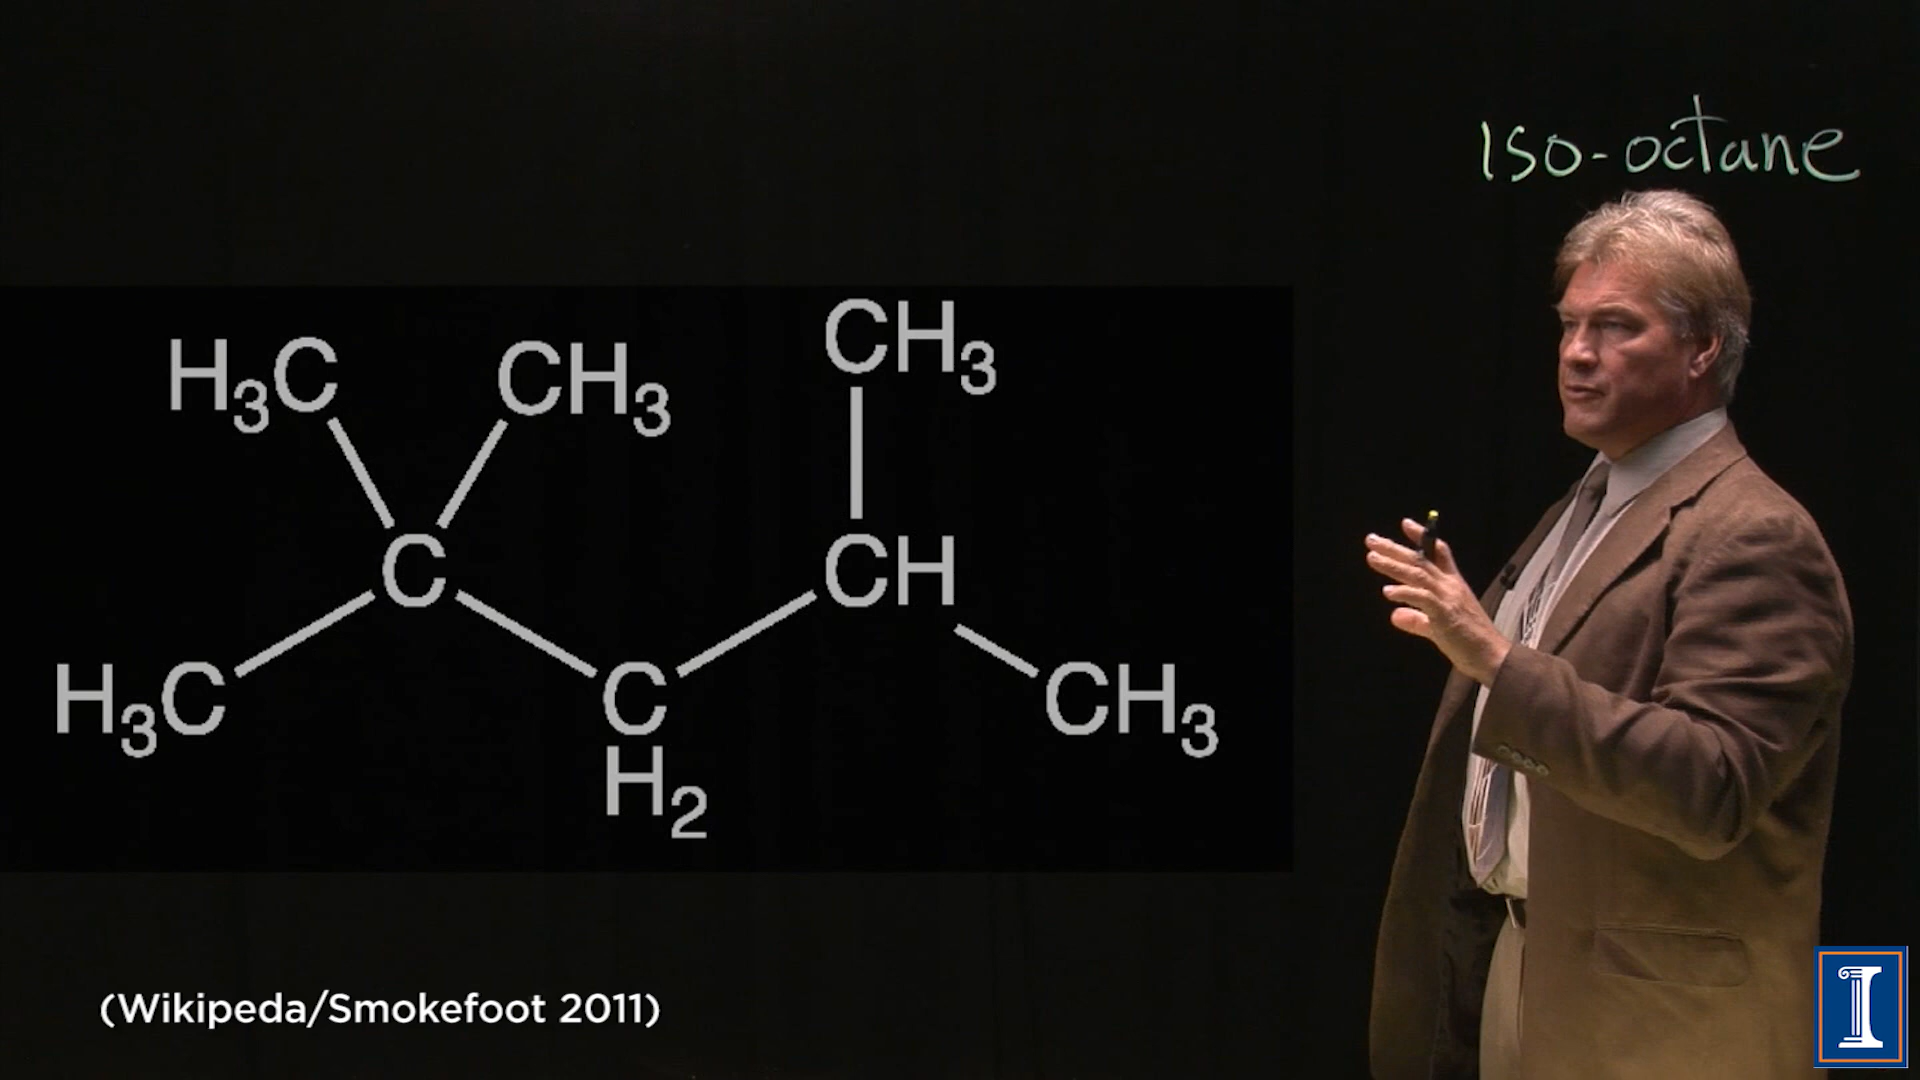 iso-octane
CH3
H3C CH3
C CH
H3C C CH3
H2
(Wikipeda/Smokefoot 2011)
I